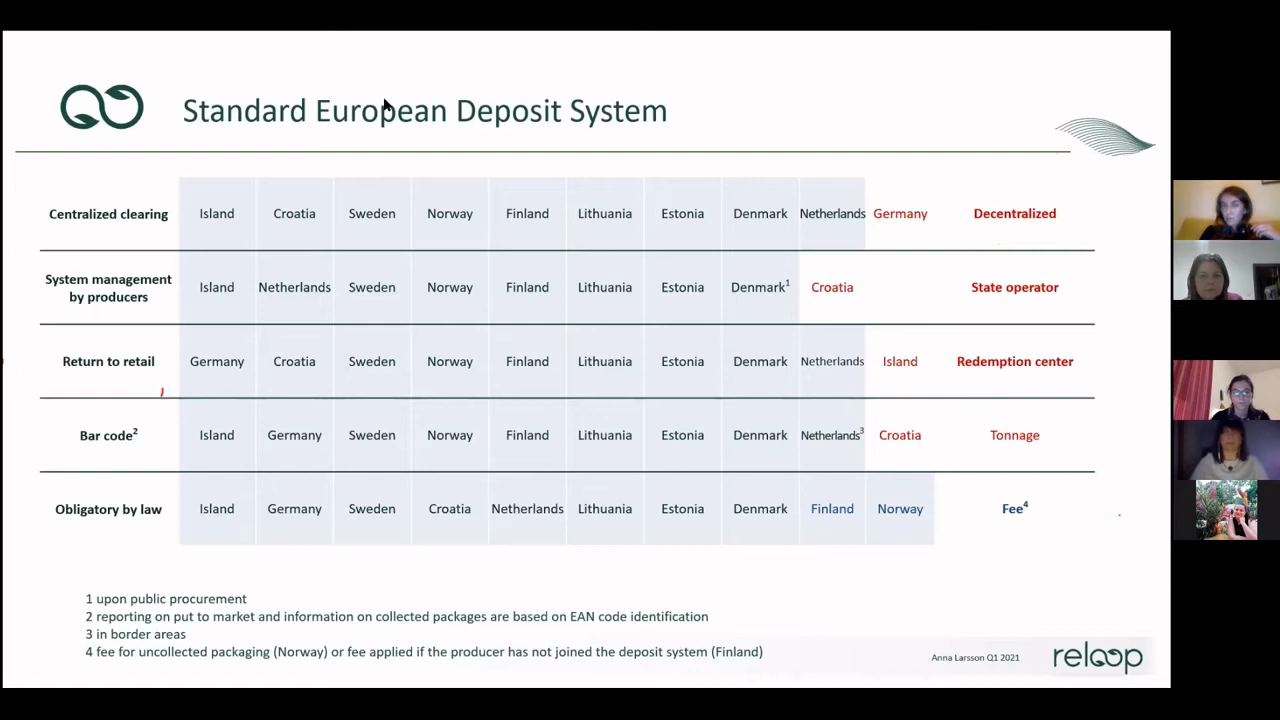 Standard European Deposit System
Centralized clearing Island Croatia Sweden Norway Finland Lithuania Estonia Denmark Netherlands Germany Decentralized
System management by producers Island Netherlands Sweden Norway Finland Lithuania Estonia Denmark1 Croatia State operator
Return to retail Germany Croatia Sweden Norway Finland Lithuania Estonia Denmark Netherlands Island Redemption center
Bar code2 Island Germany Sweden Norway Finland Lithuania Estonia Denmark Netherlands3 Croatia Tonnage
Obligatory by law Island Germany Sweden Croatia Netherlands Lithuania Estonia Denmark Finland Norway Fee4
1 upon public procurement
2 reporting on put to market and information on collected packages are based on EAN code identification
3 in border areas
4 fee for uncollected packaging (Norway) or fee applied if the producer has not joined the deposit system (Finland)
Anna Larsson Q1 2021
reloop